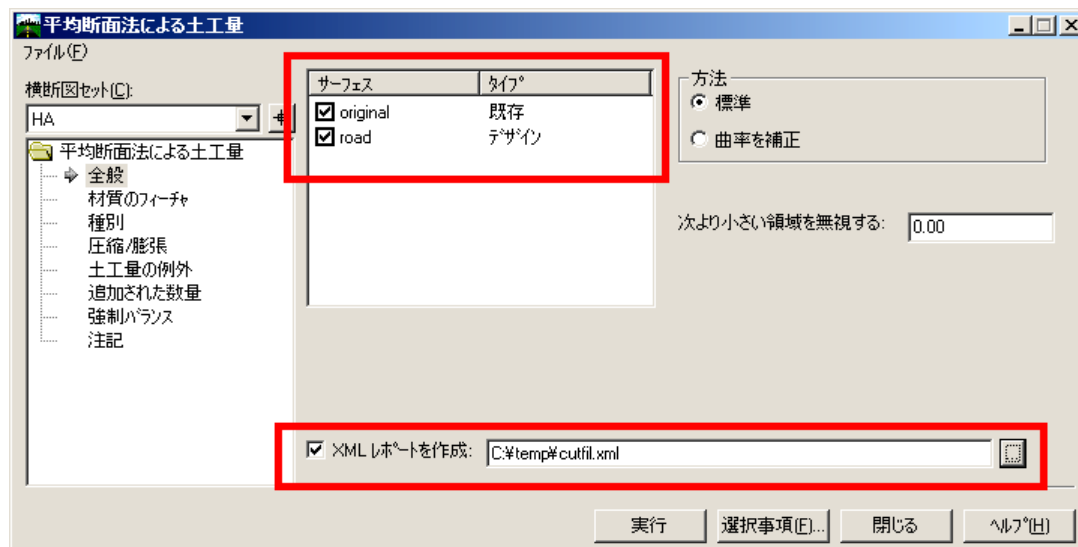 平均断面法による土工量
ファイル(F)
横断図セット(C):
HA
平均断面法による土工量
全般
材質のフィーチャ
種別
圧縮/膨張
土工量の例外
追加された数量
強制バランス
注記
サーフェス タイプ
original 既存
road デザイン
方法
標準
曲率を補正
次より小さい領域を無視する: 0.00
XML レポートを作成: C:¥temp¥cutfil.xml
実行 選択事項(F)... 閉じる ヘルプ(H)